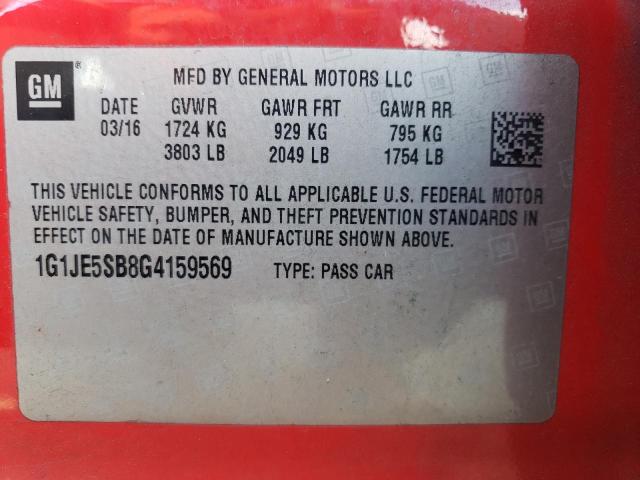 GM
MFD BY GENERAL MOTORS LLC
DATE GVWR GAWR FRT GAWR RR
03/16 1724 KG 929 KG 795 KG
3803 LB 2049 LB 1754 LB
THIS VEHICLE CONFORMS TO ALL APPLICABLE U.S. FEDERAL MOTOR
VEHICLE SAFETY, BUMPER, AND THEFT PREVENTION STANDARDS IN
EFFECT ON THE DATE OF MANUFACTURE SHOWN ABOVE.
1G1JE5SB8G4159569 TYPE: PASS CAR